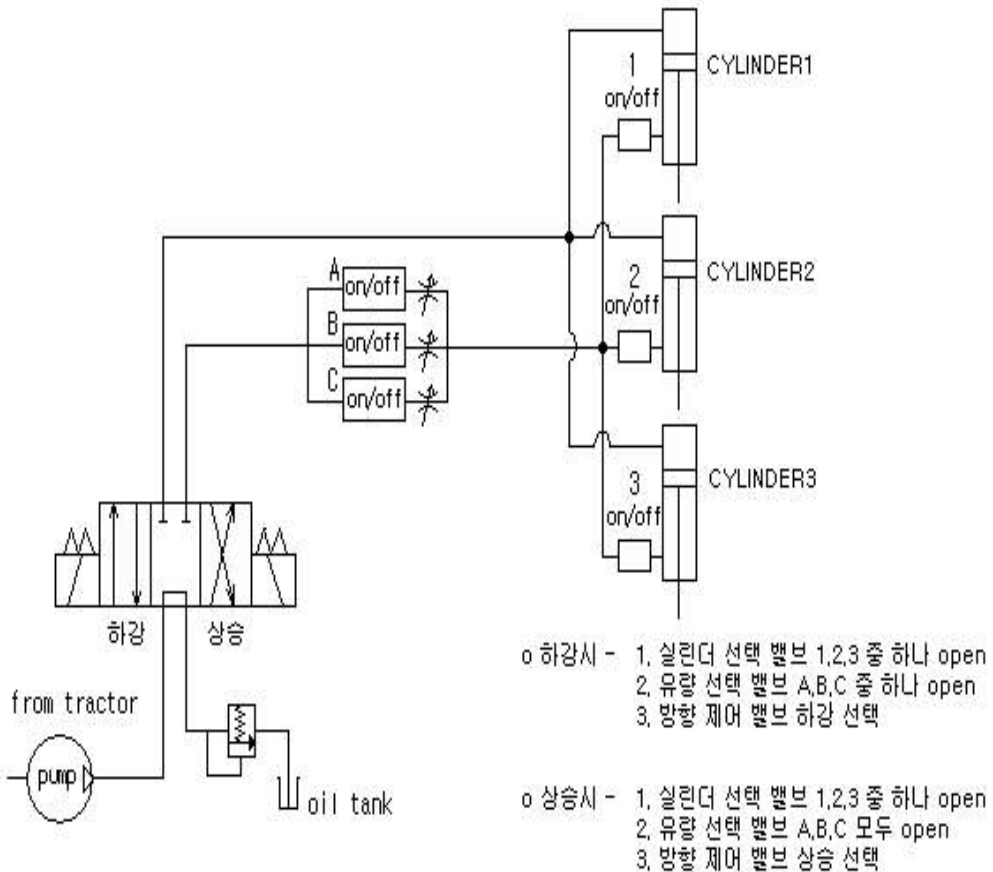 1
on/off
CYLINDER1
A
on/off
B
on/off
C
on/off
2
on/off
CYLINDER2
3
on/off
CYLINDER3
하강
상승
from tractor
pump
oil tank
o 하강시 - 1. 실린더 선택 밸브 1,2,3 중 하나 open
2. 유량 선택 밸브 A,B,C 중 하나 open
3. 방향 제어 밸브 하강 선택
o 상승시 - 1. 실린더 선택 밸브 1,2,3 중 하나 open
2. 유량 선택 밸브 A,B,C 모두 open
3. 방향 제어 밸브 상승 선택